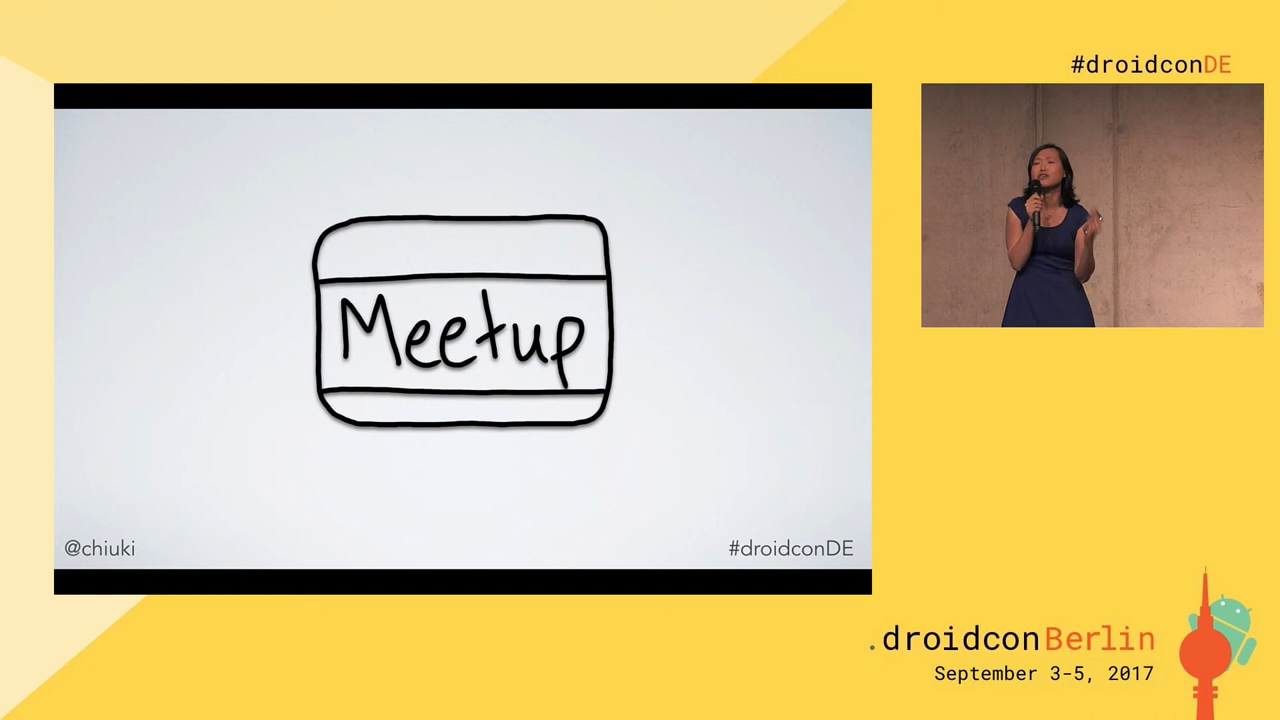 #droidconDE
Meetup
@chiuki
#droidconDE
.droidconBerlin
September 3-5, 2017